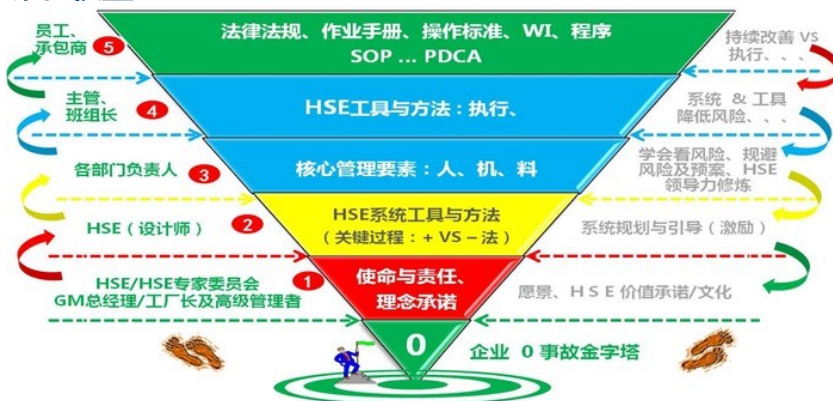 员工、
承包商
5
法律法规、作业手册、操作标准、WI、程序
SOP ... PDCA
持续改善 VS
执行、、、
主管、
班组长
4
HSE工具与方法：执行、
系统 & 工具
降低风险、、、
各部门负责人
3
核心管理要素：人、机、料
学会看风险、规避
风险及预案、HSE
领导力修炼
HSE（设计师）
2
HSE系统工具与方法
（关键过程：+ VS – 法）
系统规划与引导（激励）
HSE/HSE专家委员会
GM总经理/工厂长及高级管理者
1
使命与责任、
理念承诺
愿景、HSE价值承诺/文化
0
企业 0 事故金字塔